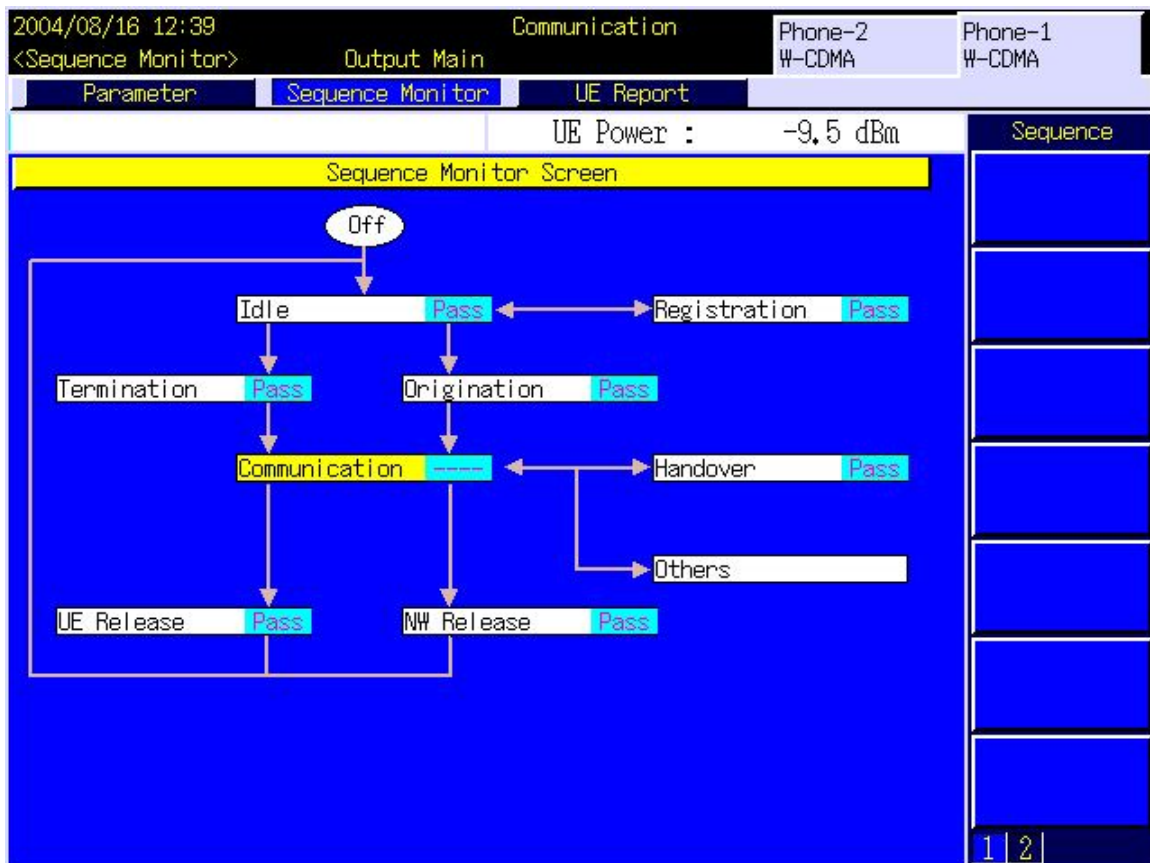 2004/08/16 12:39 Communication
<Sequence Monitor> Output Main
Phone-2
W-CDMA
Phone-1
W-CDMA
Parameter Sequence Monitor UE Report
UE Power : -9.5 dBm
Sequence
Sequence Monitor Screen
Off
Idle Pass
Registration Pass
Termination Pass
Origination Pass
Communication ----
Handover Pass
Others
UE Release Pass
NW Release Pass
1 2